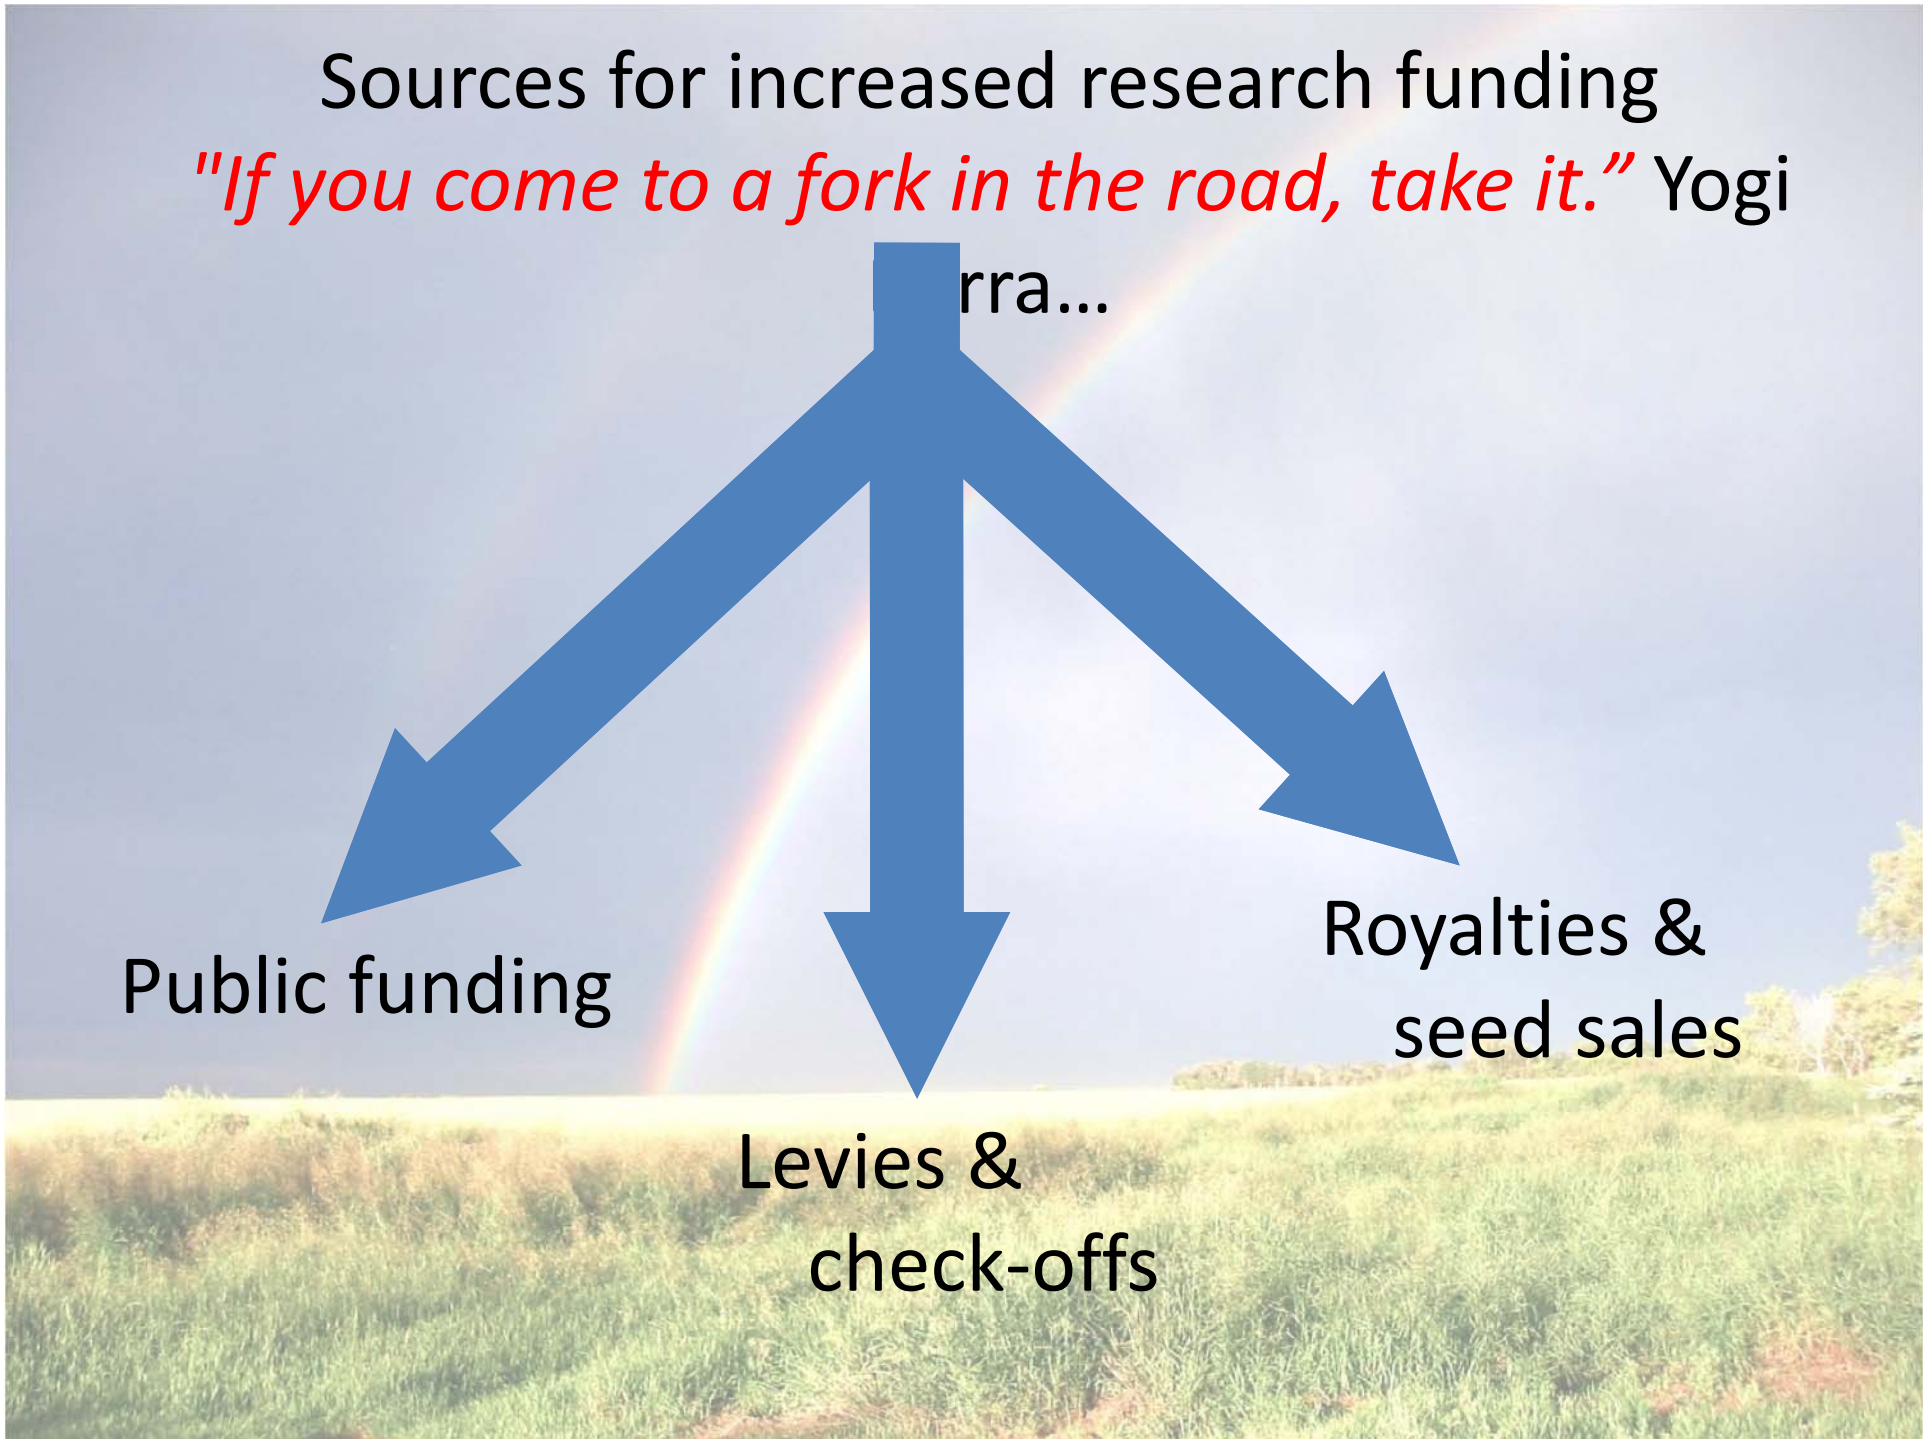 Sources for increased research funding
"If you come to a fork in the road, take it.” Yogi
rra...
Public funding
Royalties &
seed sales
Levies &
check-offs